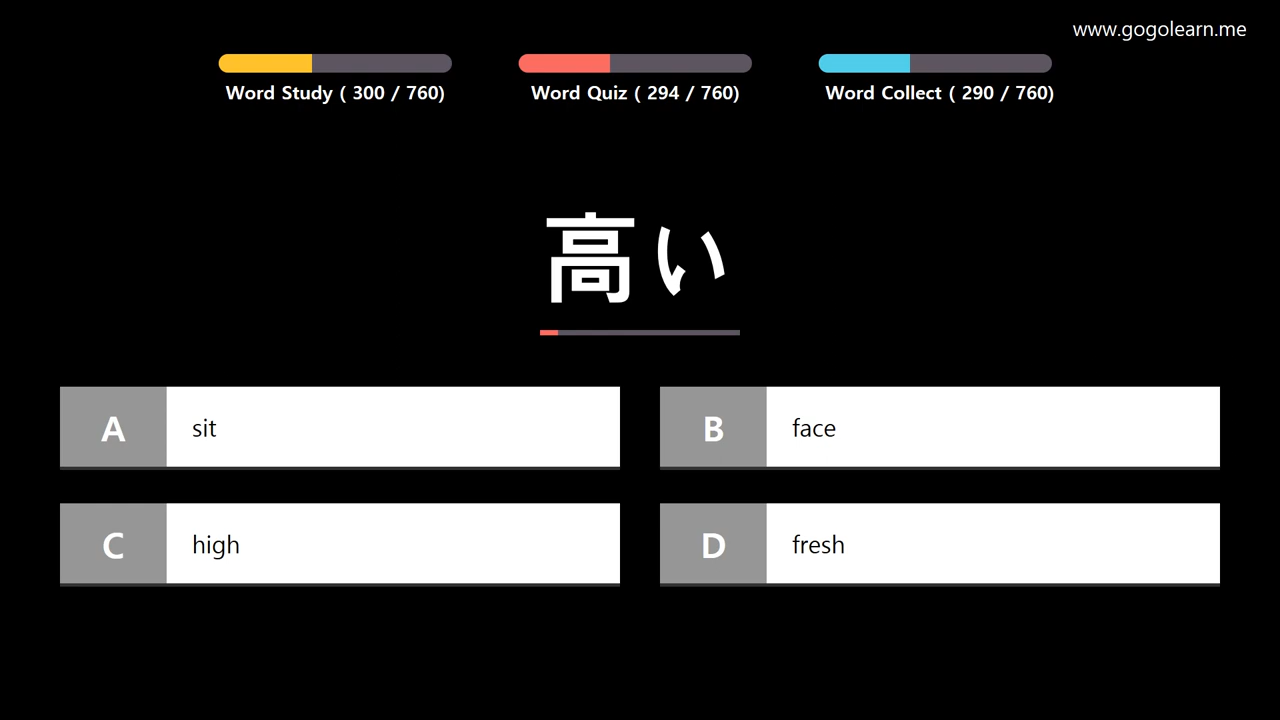 www.gogolearn.me
Word Study ( 300 / 760)
Word Quiz ( 294 / 760)
Word Collect ( 290 / 760)
高い
A sit
B face
C high
D fresh